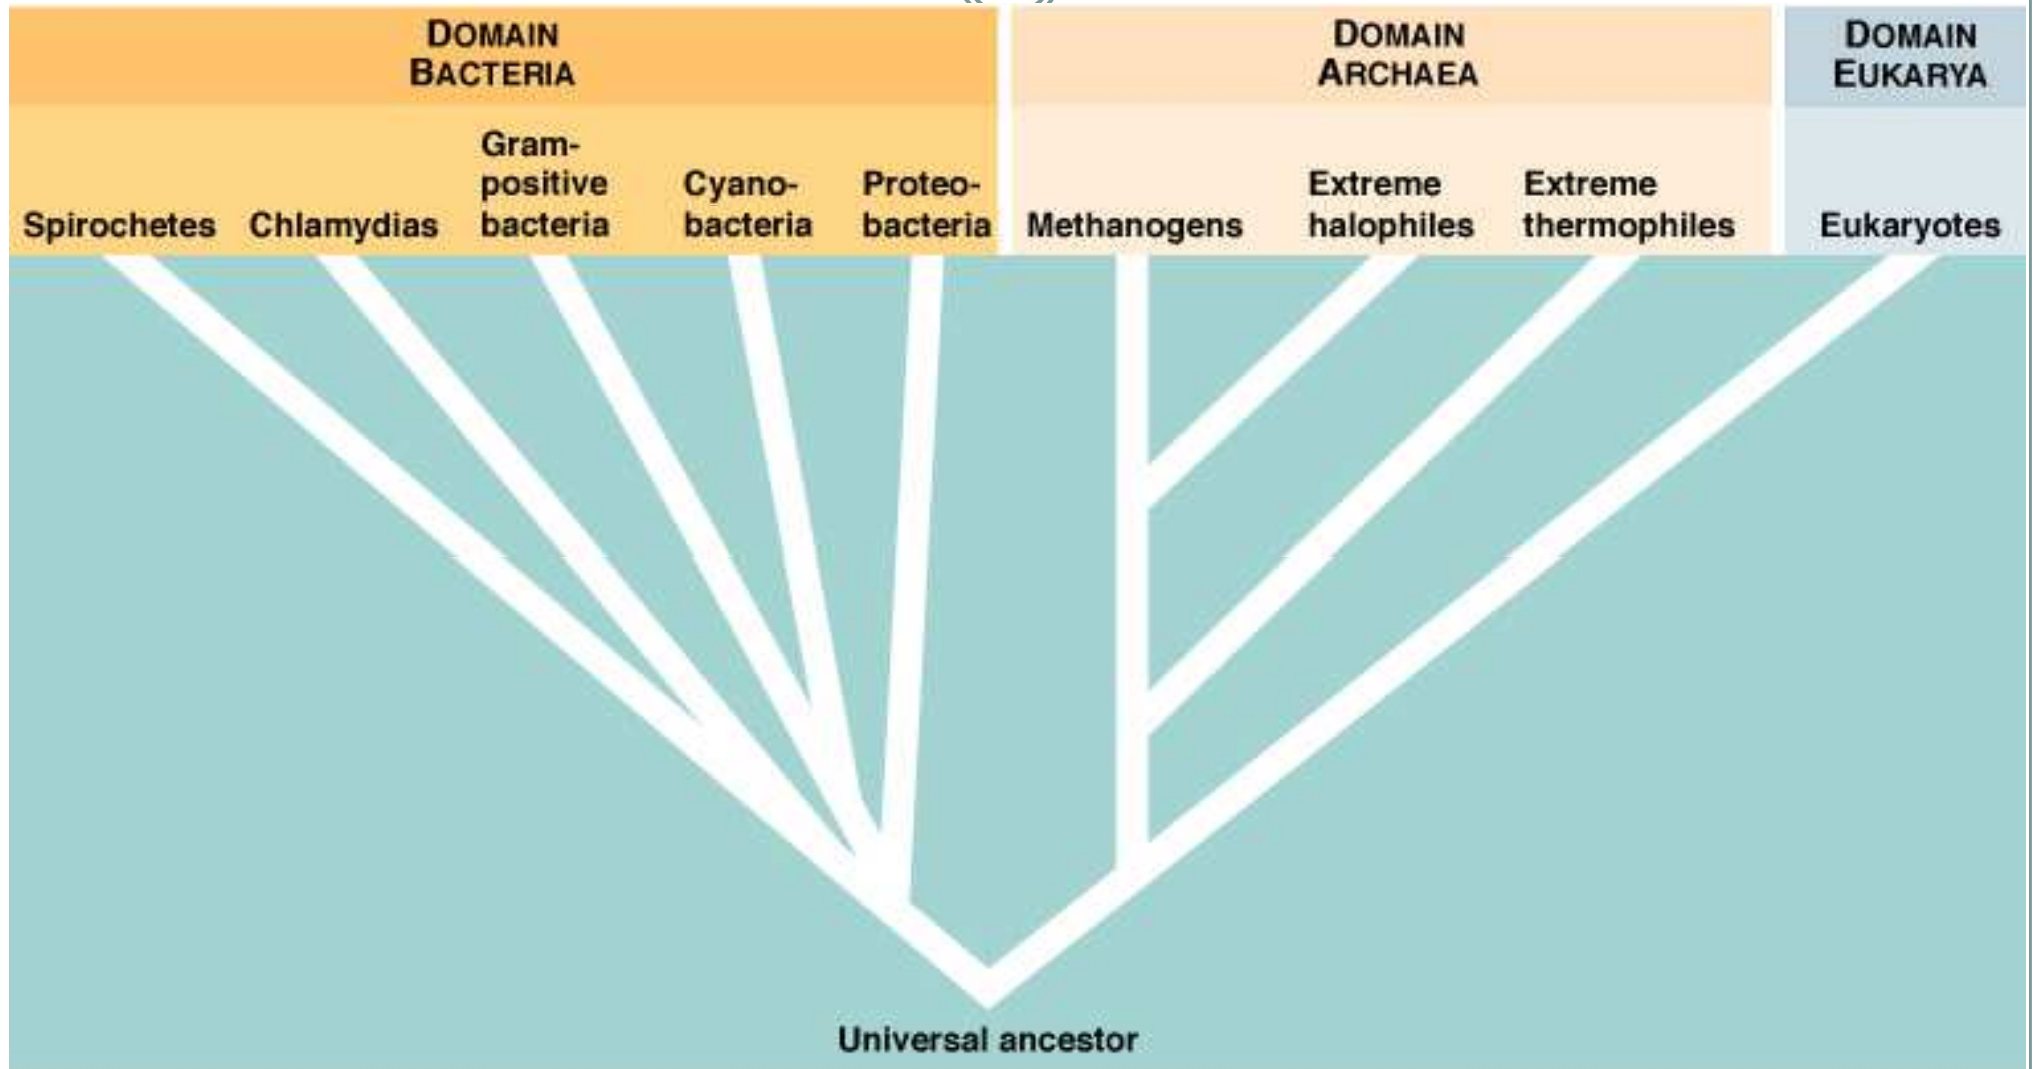 DOMAIN
BACTERIA
DOMAIN
ARCHAEA
DOMAIN
EUKARYA
Spirochetes
Chlamydias
Gram-
positive
bacteria
Cyano-
bacteria
Proteo-
bacteria
Methanogens
Extreme
halophiles
Extreme
thermophiles
Eukaryotes
Universal ancestor